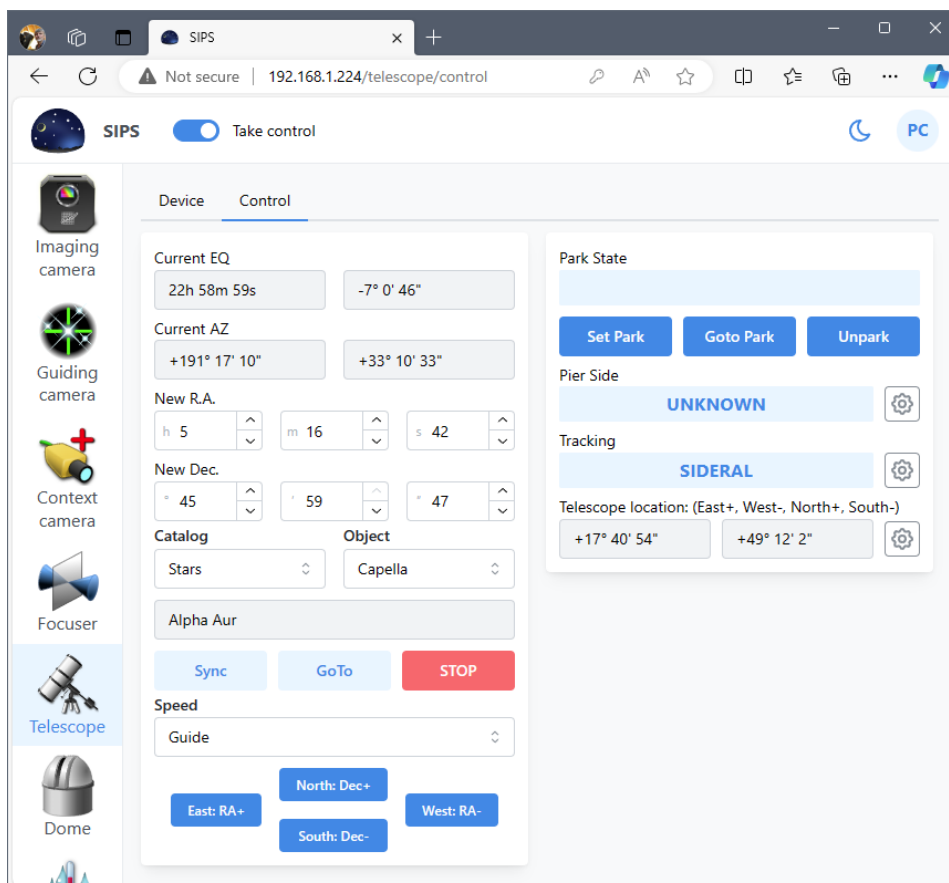 SIPS
Not secure | 192.168.1.224/telescope/control
SIPS Take control PC
Imaging
camera
Guiding
camera
Context
camera
Focuser
Telescope
Dome
Device Control
Current EQ
22h 58m 59s -7° 0' 46"
Current AZ
+191° 17' 10" +33° 10' 33"
New R.A.
h 5 m 16 s 42
New Dec.
° 45 ' 59 " 47
Catalog Object
Stars Capella
Alpha Aur
Sync GoTo STOP
Speed
Guide
North: Dec+
East: RA+ West: RA-
South: Dec-
Park State
Set Park Goto Park Unpark
Pier Side
UNKNOWN
Tracking
SIDERAL
Telescope location: (East+, West-, North+, South-)
+17° 40' 54" +49° 12' 2"